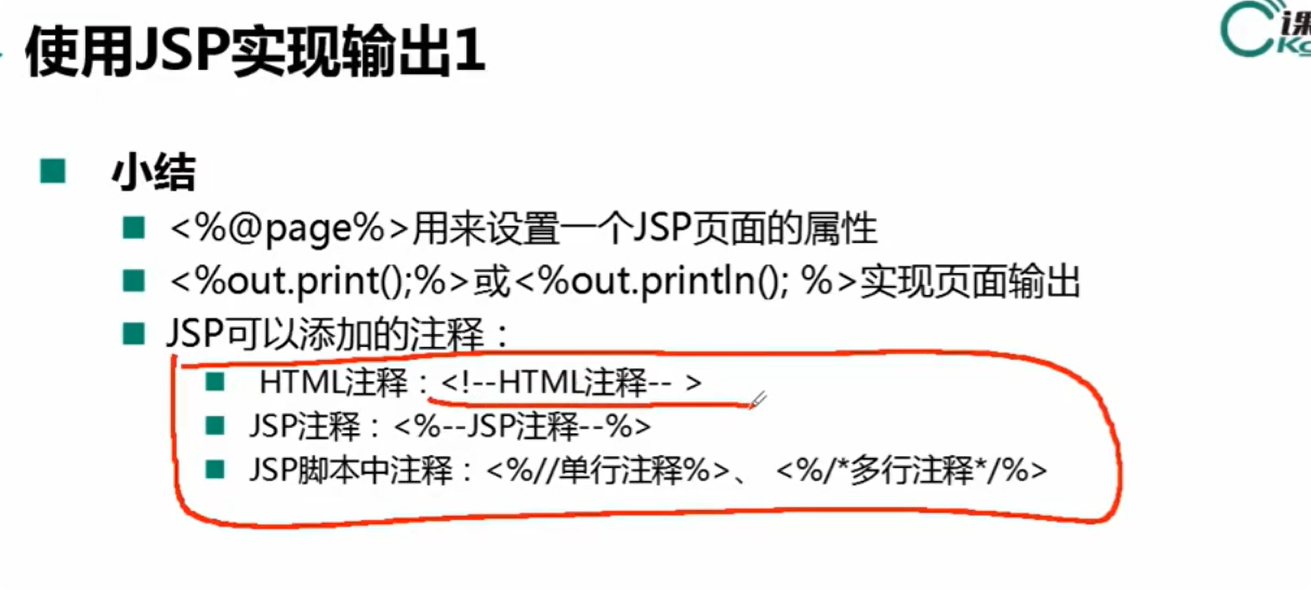 使用JSP实现输出1
课
小结
<%@page%>用来设置一个JSP页面的属性
<%out.print();%>或<%out.println(); %>实现页面输出
JSP可以添加的注释：
HTML注释：<!--HTML注释-- >
JSP注释：<%--JSP注释--%>
JSP脚本中注释：<%//单行注释%>、 <%/*多行注释*/%>